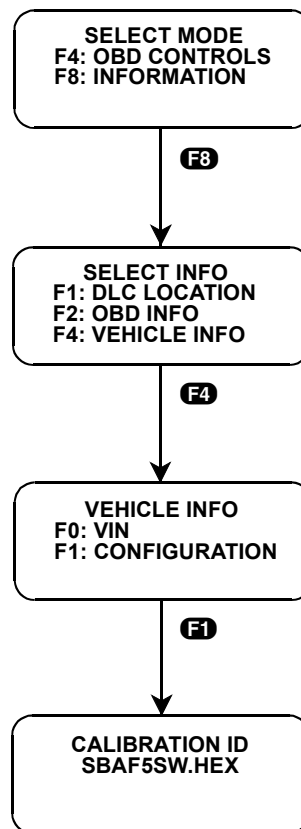 SELECT MODE
F4: OBD CONTROLS
F8: INFORMATION
F8
SELECT INFO
F1: DLC LOCATION
F2: OBD INFO
F4: VEHICLE INFO
F4
VEHICLE INFO
F0: VIN
F1: CONFIGURATION
F1
CALIBRATION ID
SBAF5SW.HEX